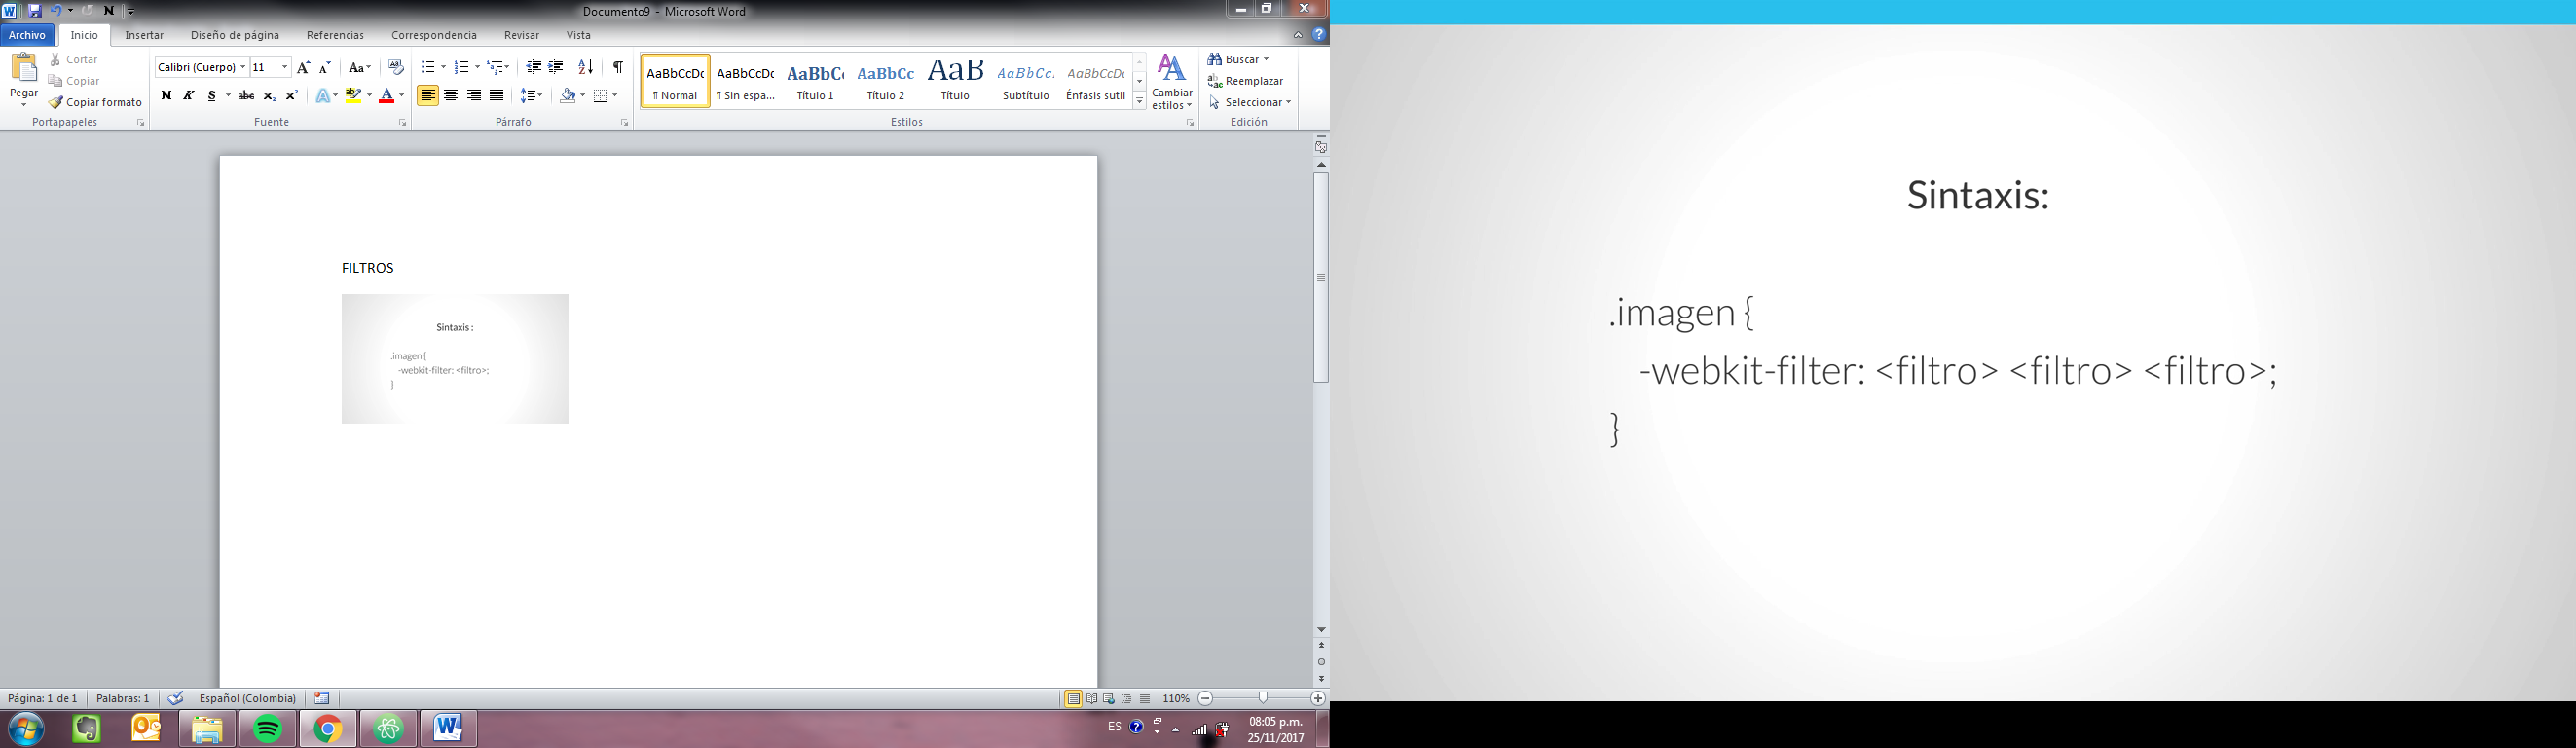 Documento9 - Microsoft Word
Archivo Inicio Insertar Diseño de página Referencias Correspondencia Revisar Vista
Pegar
Cortar
Copiar
Copiar formato
Portapapeles
Calibri (Cuerpo) 11
Fuente
Párrafo
AaBbCcDc AaBbCcDc AaBbC AaBbCc AaB AaBbCc. AaBbCcDc
¶ Normal ¶ Sin espa... Título 1 Título 2 Título Subtítulo Énfasis sutil
Cambiar estilos
Estilos
Buscar
Reemplazar
Seleccionar
Edición
FILTROS
Sintaxis :
.imagen {
-webkit-filter: <filtro>;
}
Página: 1 de 1 Palabras: 1 Español (Colombia) 110%
ES 08:05 p.m.
25/11/2017
Sintaxis:
.imagen {
-webkit-filter: <filtro> <filtro> <filtro>;
}